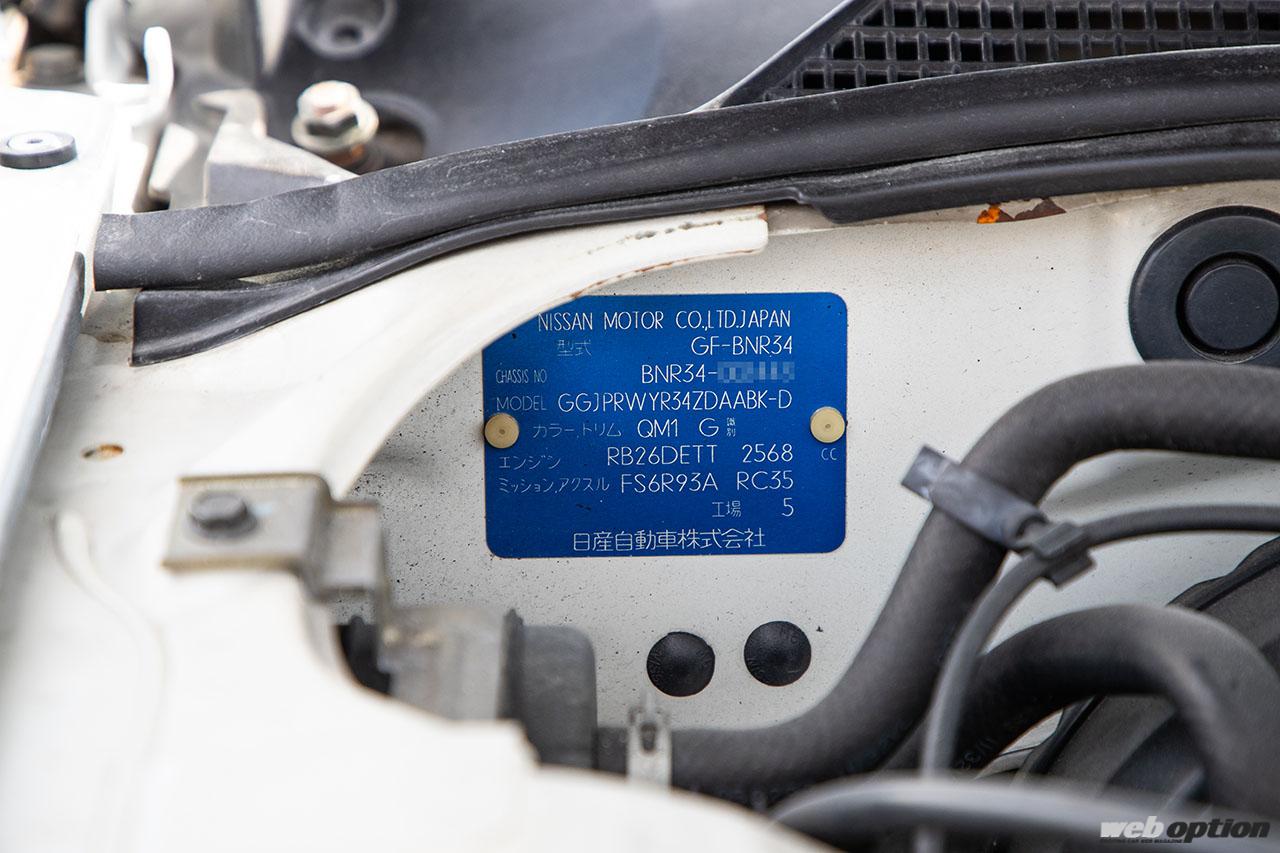 NISSAN MOTOR CO.,LTD.JAPAN
型式 GF-BNR34
CHASSIS NO BNR34-
MODEL GGJPRWYR34ZDAABK-D
カラー,トリム QM1 G 識別
エンジン RB26DETT 2568 CC
ミッション,アクスル FS6R93A RC35
工場 5
日産自動車株式会社
web option